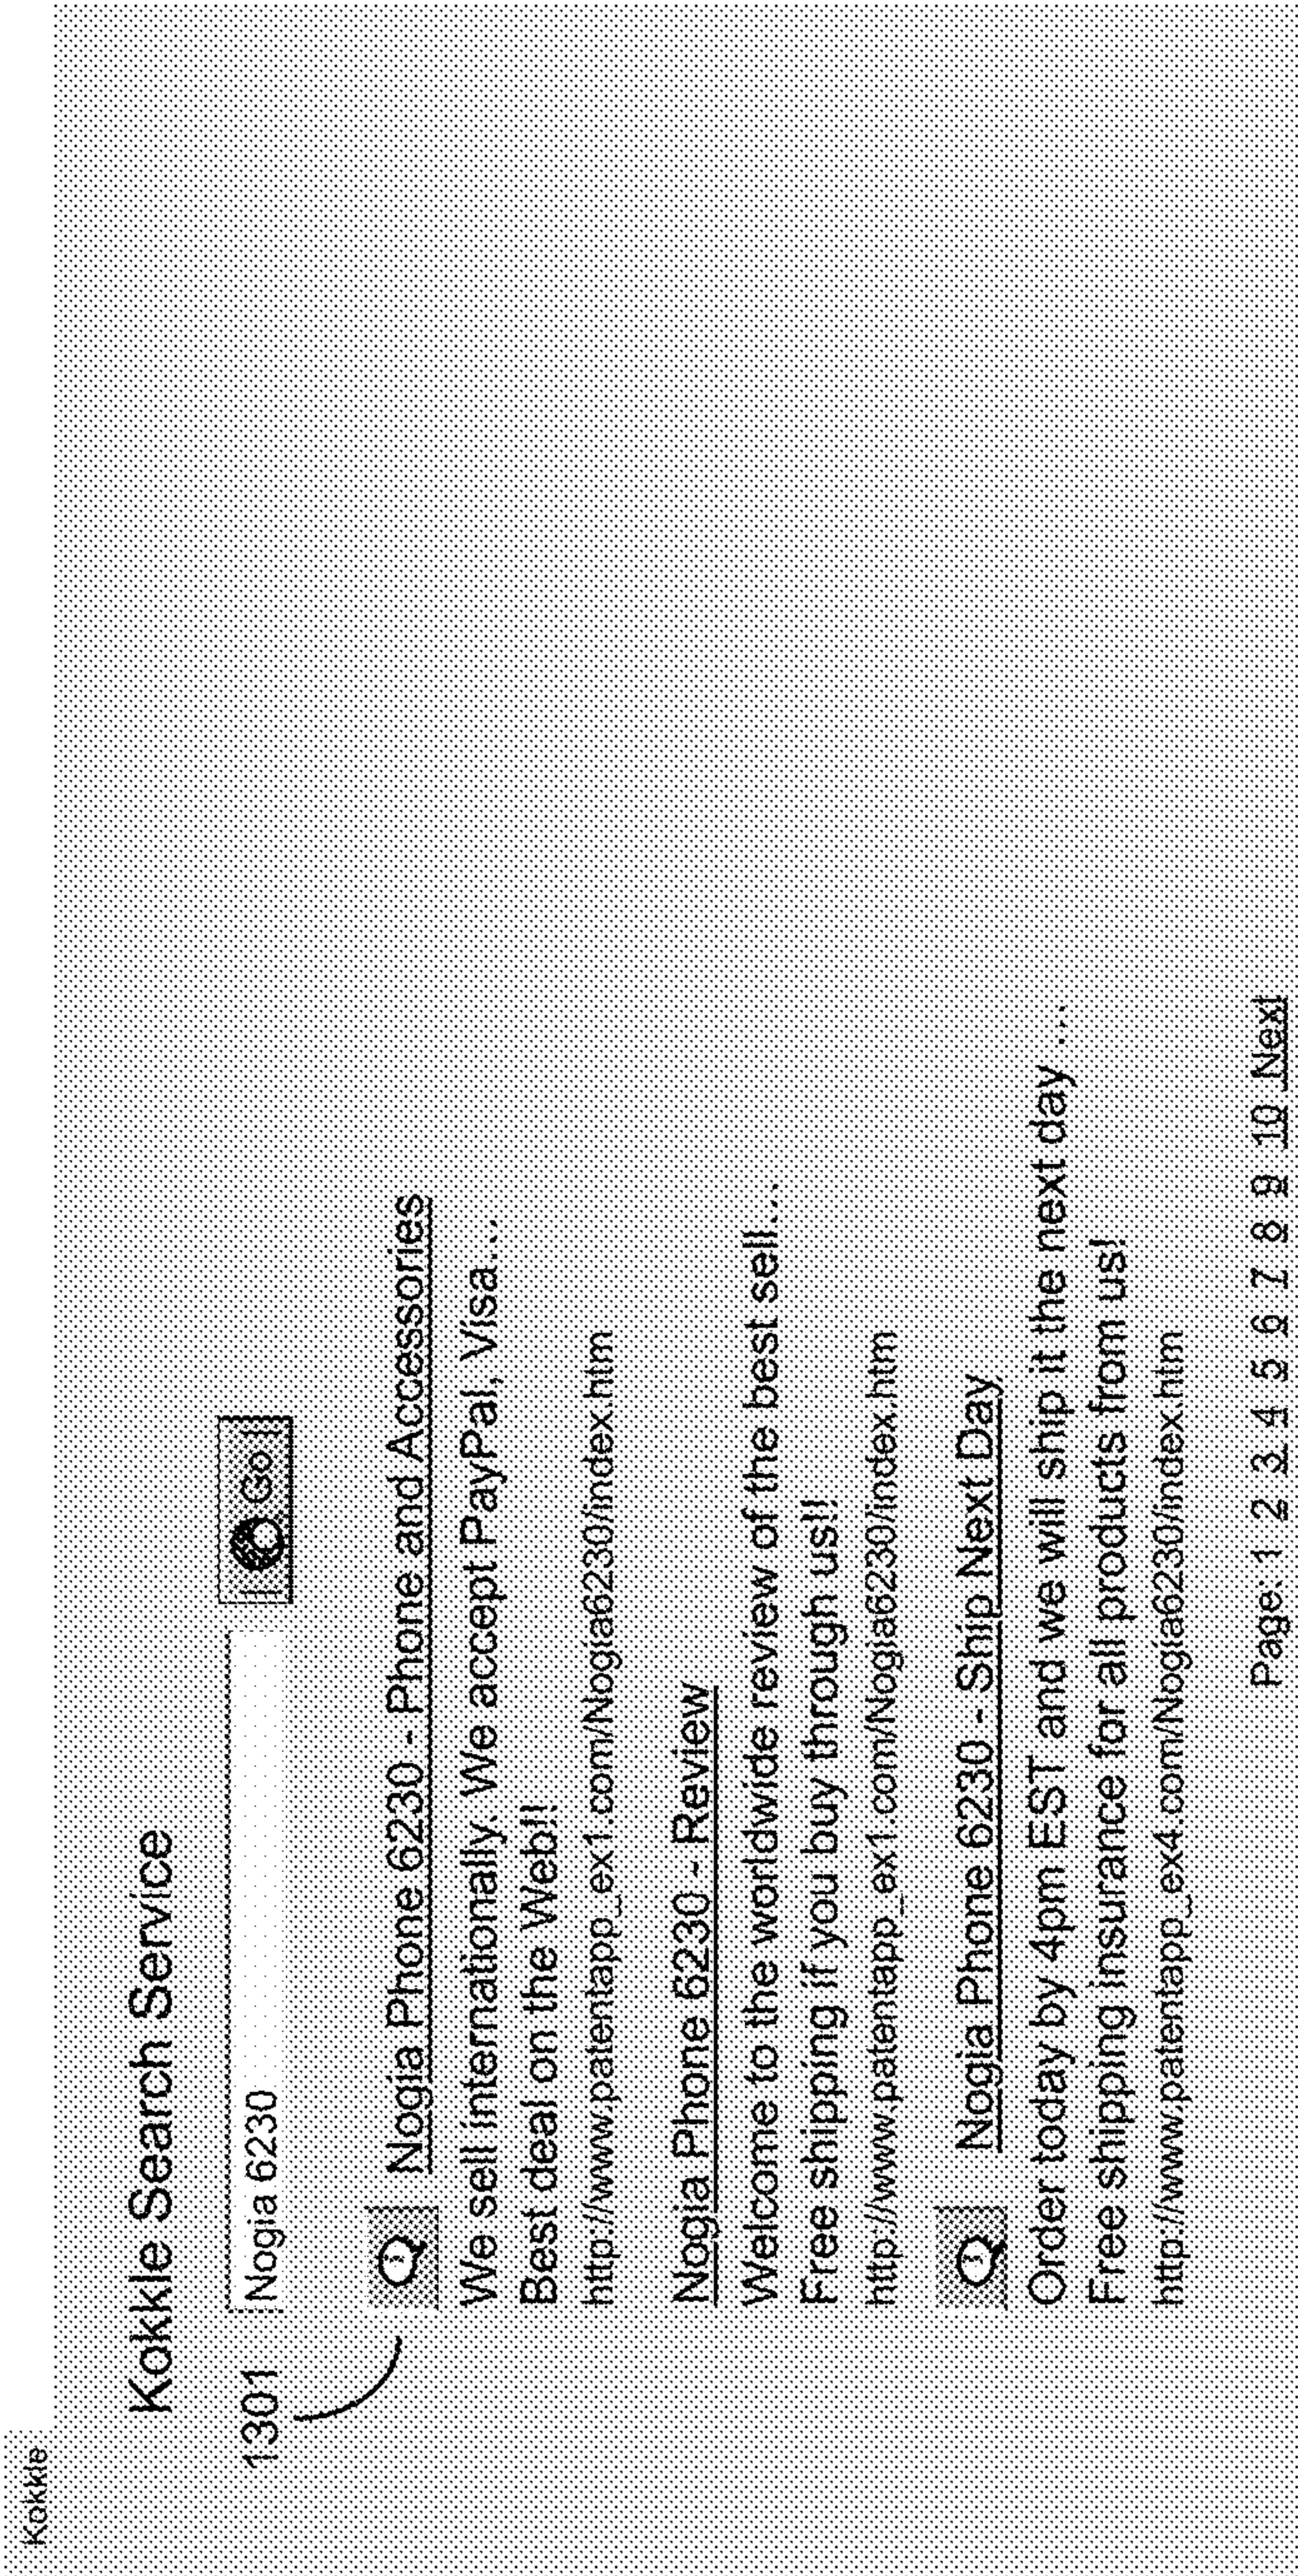 Kokkle
Kokkle Search Service
1301
Nogia 6230
Go
Nogia Phone 6230 - Phone and Accessories
We sell internationally. We accept PayPal, Visa....
Best deal on the Web!!
http://www.patentapp_ex1.com/Nogia6230/index.htm
Nogia Phone 6230 - Review
Welcome to the worldwide review of the best sell....
Free shipping if you buy through us!!
http://www.patentapp_ex1.com/Nogia6230/index.htm
Nogia Phone 6230 - Ship Next Day
Order today by 4pm EST and we will ship it the next day ....
Free shipping insurance for all products from us!
http://www.patentapp_ex4.com/Nogia6230/index.htm
Page: 1 2 3 4 5 6 7 8 9 10 Next